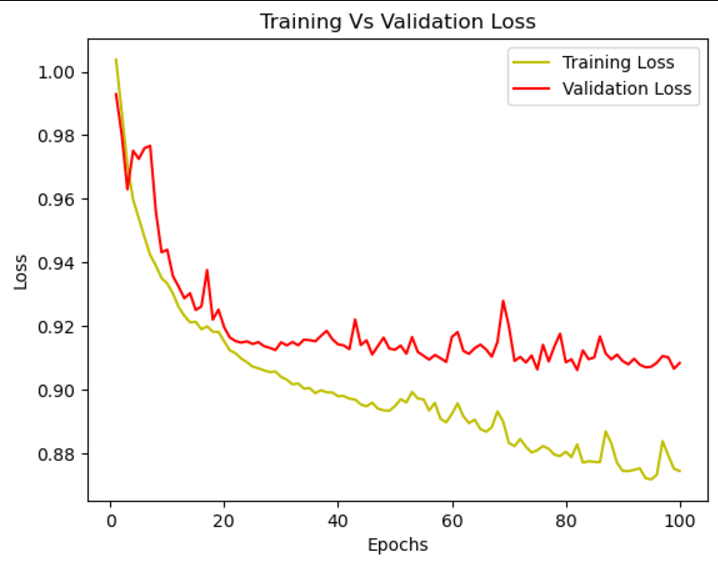 Training Vs Validation Loss
Training Loss
Validation Loss
1.00
0.98
0.96
0.94
0.92
0.90
0.88
Loss
0
20
40
60
80
100
Epochs